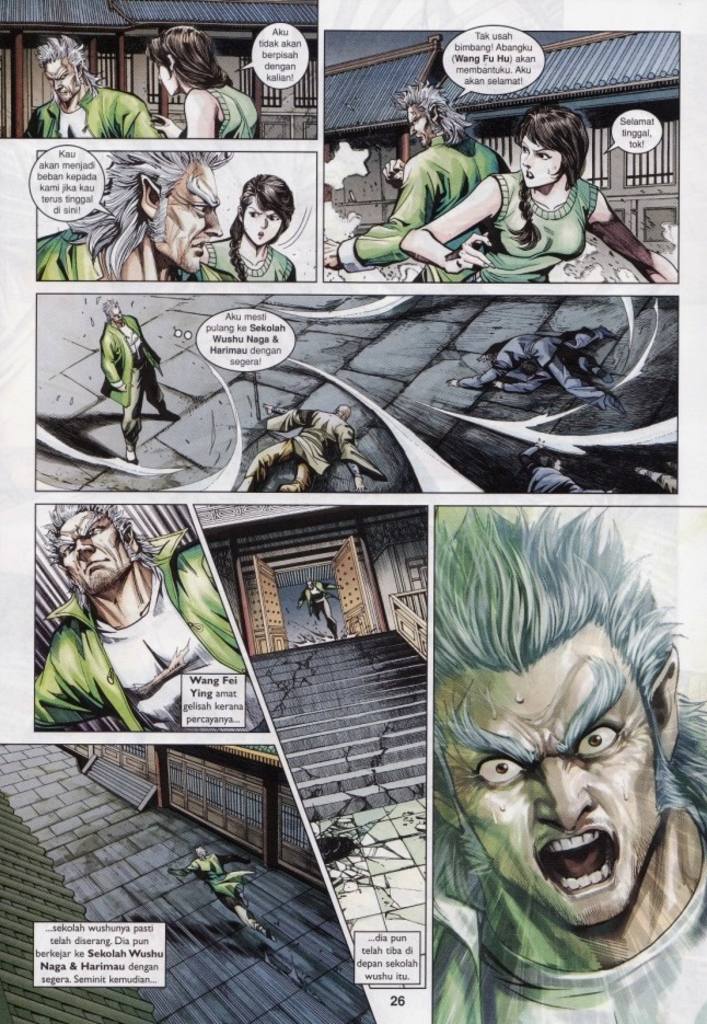 Aku
tidak akan
berpisah
dengan
kalian!
Kau
akan menjadi
beban kepada
kami jika kau
terus tinggal
di sini!
Tak usah
bimbang! Abangku
(Wang Fu Hu) akan
membantuku. Aku
akan selamat!
Selamat
tinggal,
tok!
Aku mesti
pulang ke Sekolah
Wushu Naga &
Harimau dengan
segera!
Wang Fei
Ying amat
gelisah kerana
percayanya...
...sekolah wushunya pasti
telah diserang. Dia pun
berkejar ke Sekolah Wushu
Naga & Harimau dengan
segera. Seminit kemudian...
...dia pun
telah tiba di
depan sekolah
wushu itu.
26